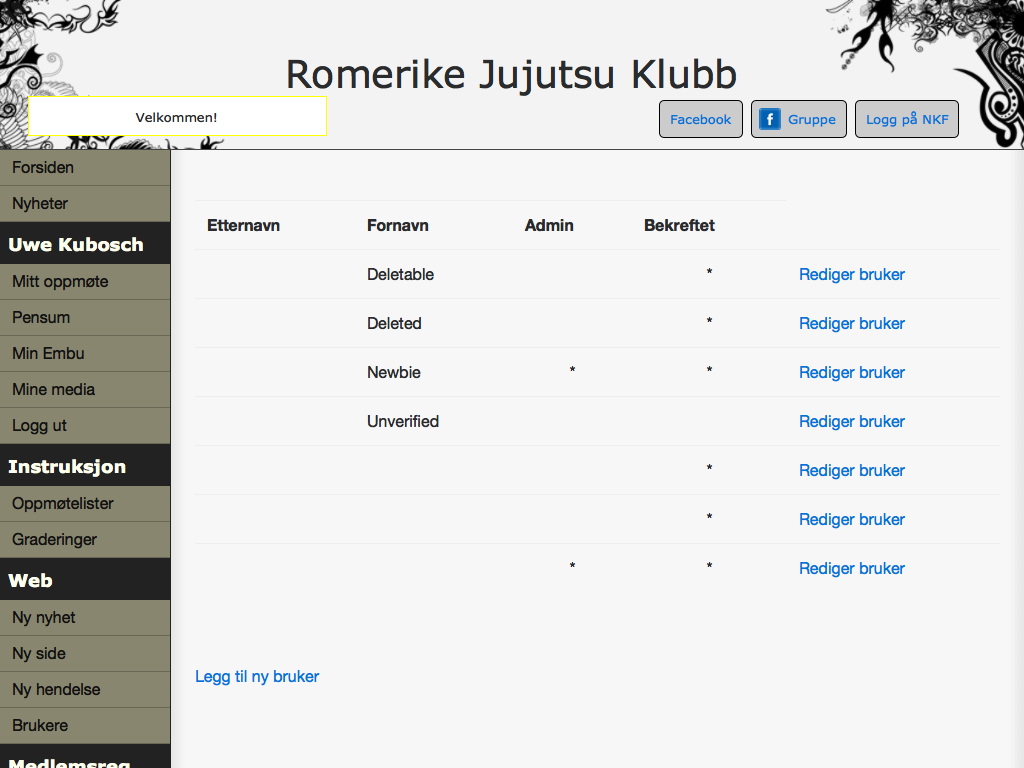 Romerike Jujutsu Klubb
Velkommen!
Facebook Gruppe Logg på NKF
Forsiden
Nyheter
Uwe Kubosch
Mitt oppmøte
Pensum
Min Embu
Mine media
Logg ut
Instruksjon
Oppmøtelister
Graderinger
Web
Ny nyhet
Ny side
Ny hendelse
Brukere
Medlemsreg
Etternavn Fornavn Admin Bekreftet
Deletable * Rediger bruker
Deleted * Rediger bruker
Newbie * * Rediger bruker
Unverified Rediger bruker
* Rediger bruker
* Rediger bruker
* * Rediger bruker
Legg til ny bruker